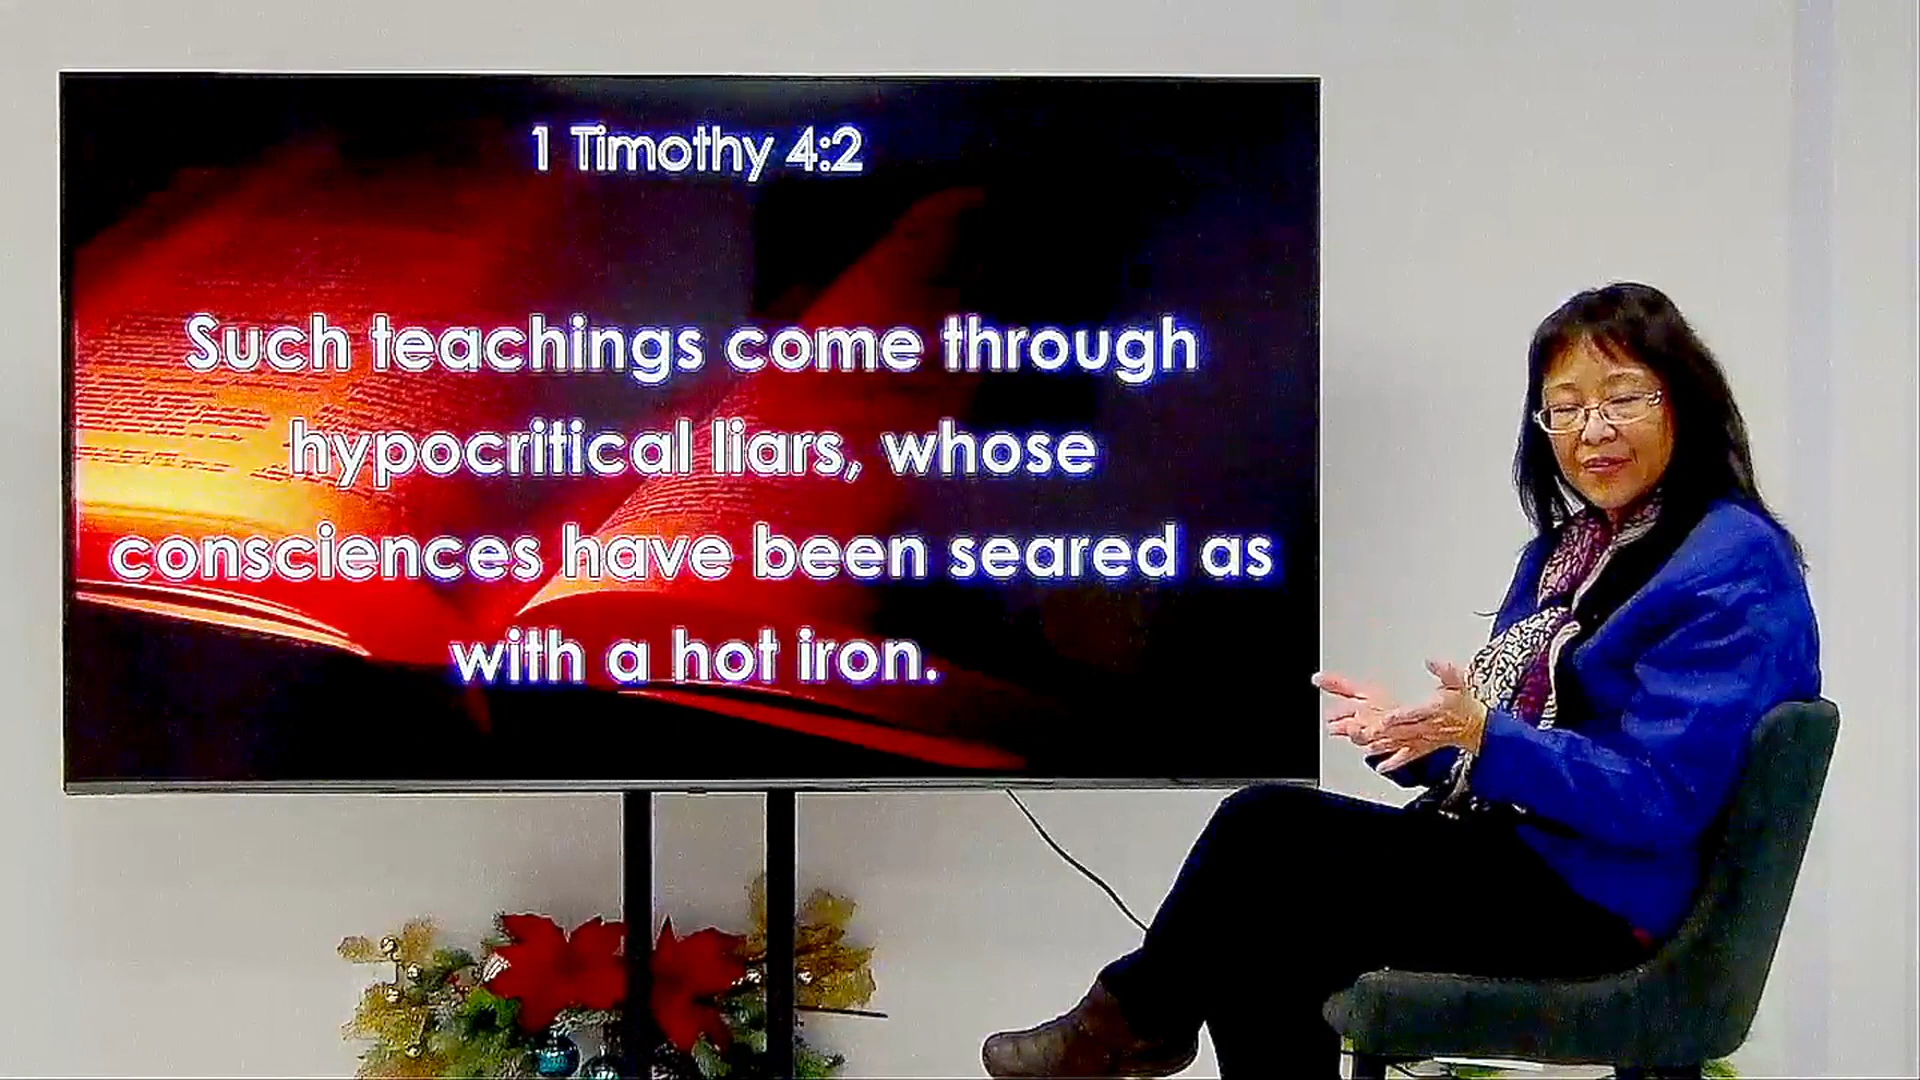 1 Timothy 4:2
Such teachings come through
hypocritical liars, whose
consciences have been seared as
with a hot iron.